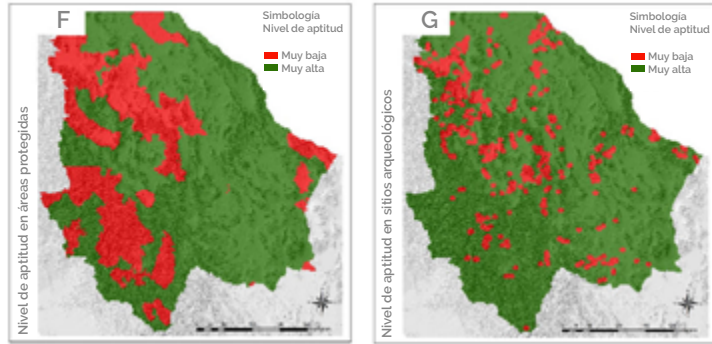 F
Simbología
Nivel de aptitud
Muy baja
Muy alta
Nivel de aptitud en áreas protegidas
G
Simbología
Nivel de aptitud
Muy baja
Muy alta
Nivel de aptitud en sitios arqueológicos